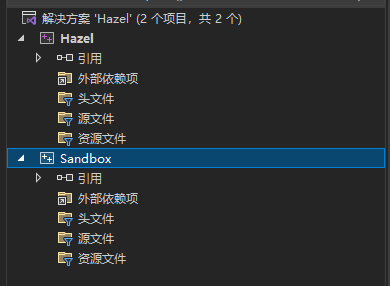 解决方案 'Hazel' (2 个项目，共 2 个)
Hazel
引用
外部依赖项
头文件
源文件
资源文件
Sandbox
引用
外部依赖项
头文件
源文件
资源文件